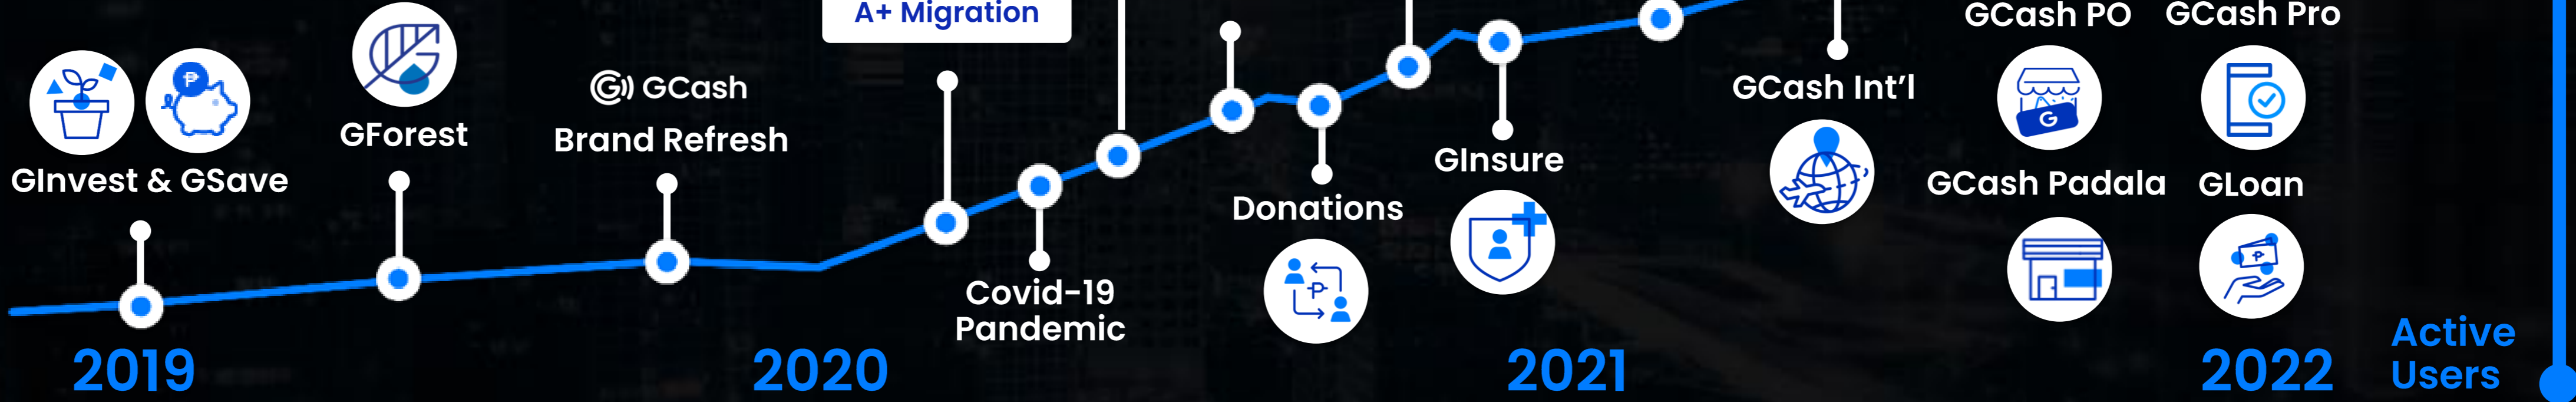 A+ Migration
GCash PO
GCash Pro
GCash
Brand Refresh
GForest
GInvest & GSave
GCash Int’l
GInsure
GCash Padala
GLoan
Donations
Covid-19
Pandemic
Active
Users
2019
2020
2021
2022